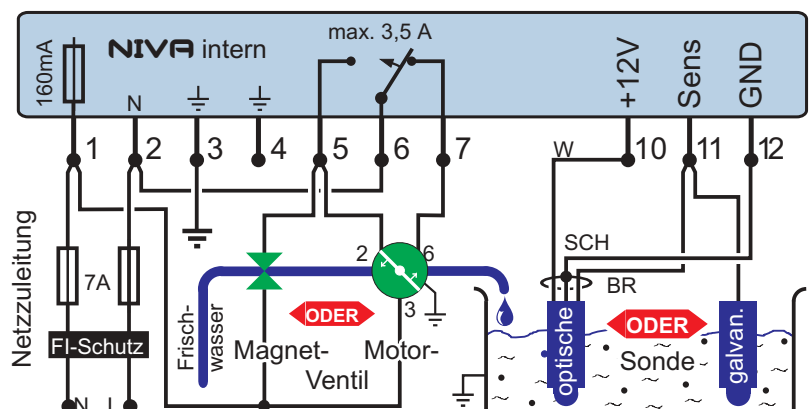 NIVA intern
max. 3,5 A
160mA
N
+12V
Sens
GND
1
2
3
4
5
6
7
10
11
12
W
SCH
BR
2
6
3
Netzzuleitung
7A
FI-Schutz
N
L
Frisch-
wasser
ODER
Magnet-
Motor-
Ventil
optische
ODER
Sonde
galvan.